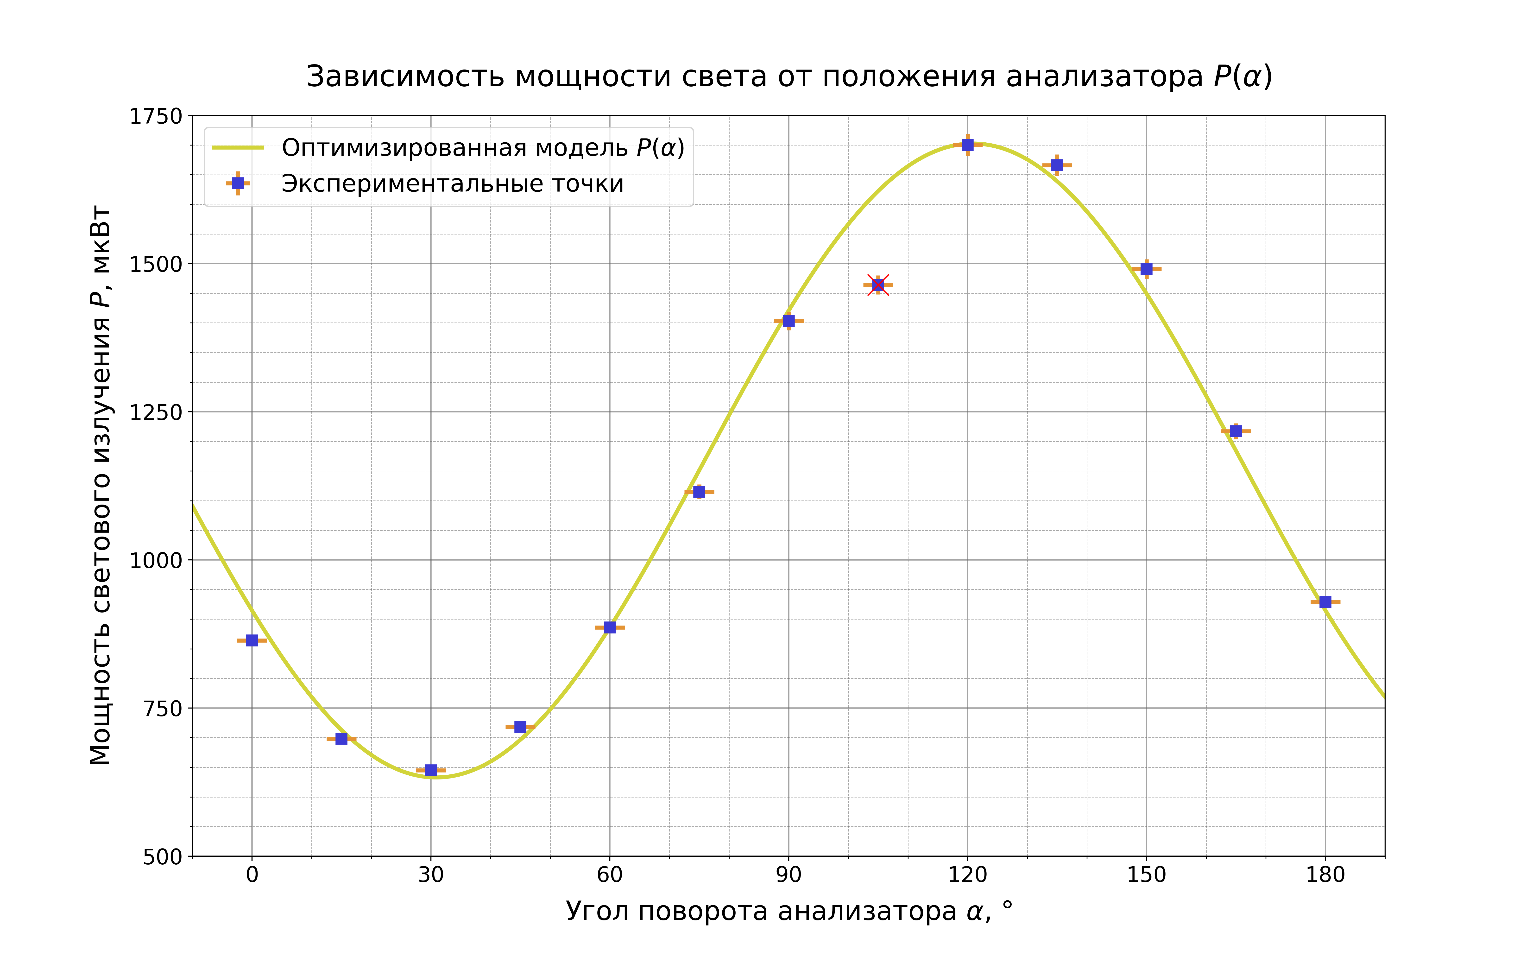 Зависимость мощности света от положения анализатора P(α)
Оптимизированная модель P(α)
Экспериментальные точки
Мощность светового излучения P, мкВт
1750
1500
1250
1000
750
500
0 30 60 90 120 150 180
Угол поворота анализатора α, °